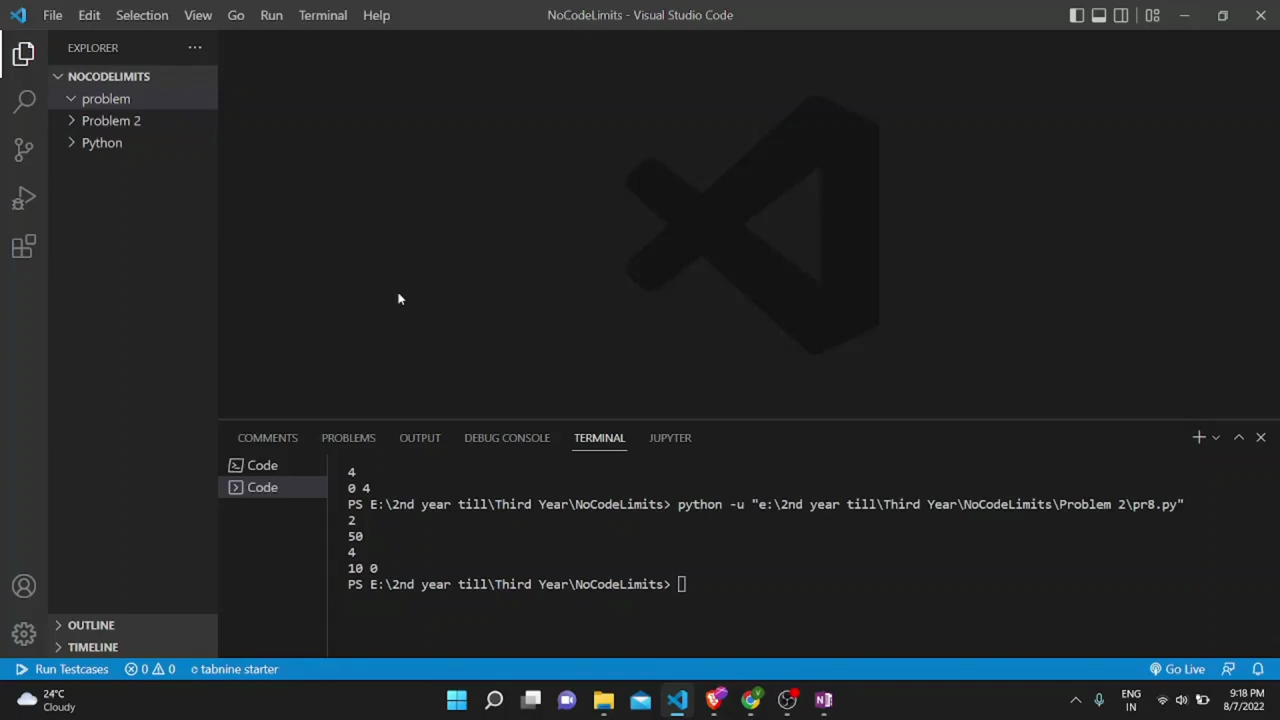 File Edit Selection View Go Run Terminal Help
NoCodeLimits - Visual Studio Code
EXPLORER
NOCODELIMITS
problem
Problem 2
Python
OUTLINE
TIMELINE
COMMENTS PROBLEMS OUTPUT DEBUG CONSOLE TERMINAL JUPYTER
Code
Code
4
0 4
PS E:\2nd year till\Third Year\NoCodeLimits> python -u "e:\2nd year till\Third Year\NoCodeLimits\Problem 2\pr8.py"
2
50
4
10 0
PS E:\2nd year till\Third Year\NoCodeLimits>
Run Testcases 0 0 tabnine starter Go Live
24°C
Cloudy
ENG
IN
9:18 PM
8/7/2022